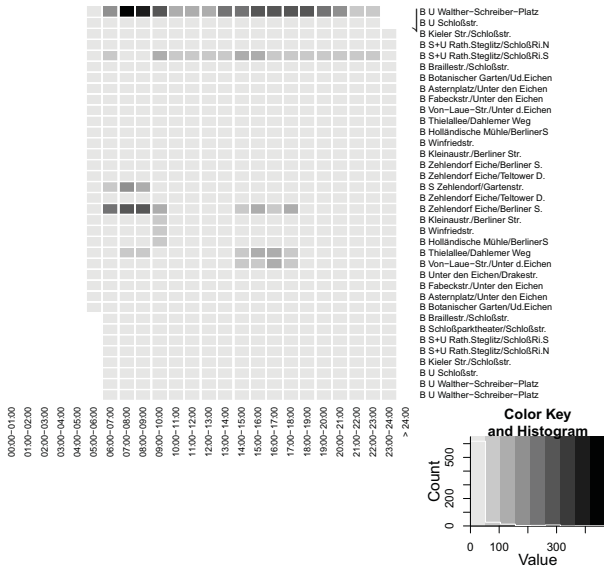 B U Walther−Schreiber−Platz
B U Schloßstr.
B Kieler Str./Schloßstr.
B S+U Rath.Steglitz/SchloßRi.N
B S+U Rath.Steglitz/SchloßRi.S
B Braillestr./Schloßstr.
B Botanischer Garten/Ud.Eichen
B Asternplatz/Unter den Eichen
B Fabeckstr./Unter den Eichen
B Von−Laue−Str./Unter d.Eichen
B Thielallee/Dahlemer Weg
B Holländische Mühle/BerlinerS
B Winfriedstr.
B Kleinaustr./Berliner Str.
B Zehlendorf Eiche/Berliner S.
B Zehlendorf Eiche/Teltower D.
B S Zehlendorf/Gartenstr.
B Zehlendorf Eiche/Teltower D.
B Zehlendorf Eiche/Berliner S.
B Kleinaustr./Berliner Str.
B Winfriedstr.
B Holländische Mühle/BerlinerS
B Thielallee/Dahlemer Weg
B Von−Laue−Str./Unter d.Eichen
B Unter den Eichen/Drakestr.
B Fabeckstr./Unter den Eichen
B Asternplatz/Unter den Eichen
B Botanischer Garten/Ud.Eichen
B Braillestr./Schloßstr.
B Schloßparktheater/Schloßstr.
B S+U Rath.Steglitz/SchloßRi.S
B S+U Rath.Steglitz/SchloßRi.N
B Kieler Str./Schloßstr.
B U Schloßstr.
B U Walther−Schreiber−Platz
B U Walther−Schreiber−Platz
00:00−01:00
01:00−02:00
02:00−03:00
03:00−04:00
04:00−05:00
05:00−06:00
06:00−07:00
07:00−08:00
08:00−09:00
09:00−10:00
10:00−11:00
11:00−12:00
12:00−13:00
13:00−14:00
14:00−15:00
15:00−16:00
16:00−17:00
17:00−18:00
18:00−19:00
19:00−20:00
20:00−21:00
21:00−22:00
22:00−23:00
23:00−24:00
> 24:00
Color Key
and Histogram
Count
0 200 500
0 100 300
Value